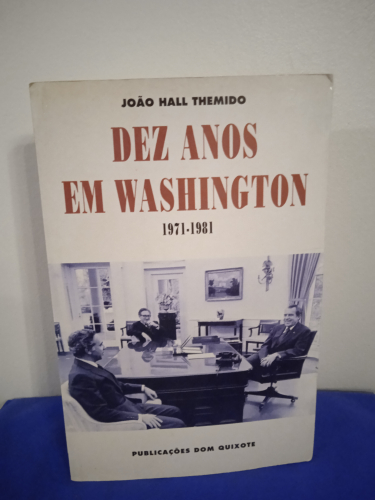 JOÃO HALL THEMIDO
DEZ ANOS
EM WASHINGTON
1971-1981
PUBLICAÇÕES DOM QUIXOTE